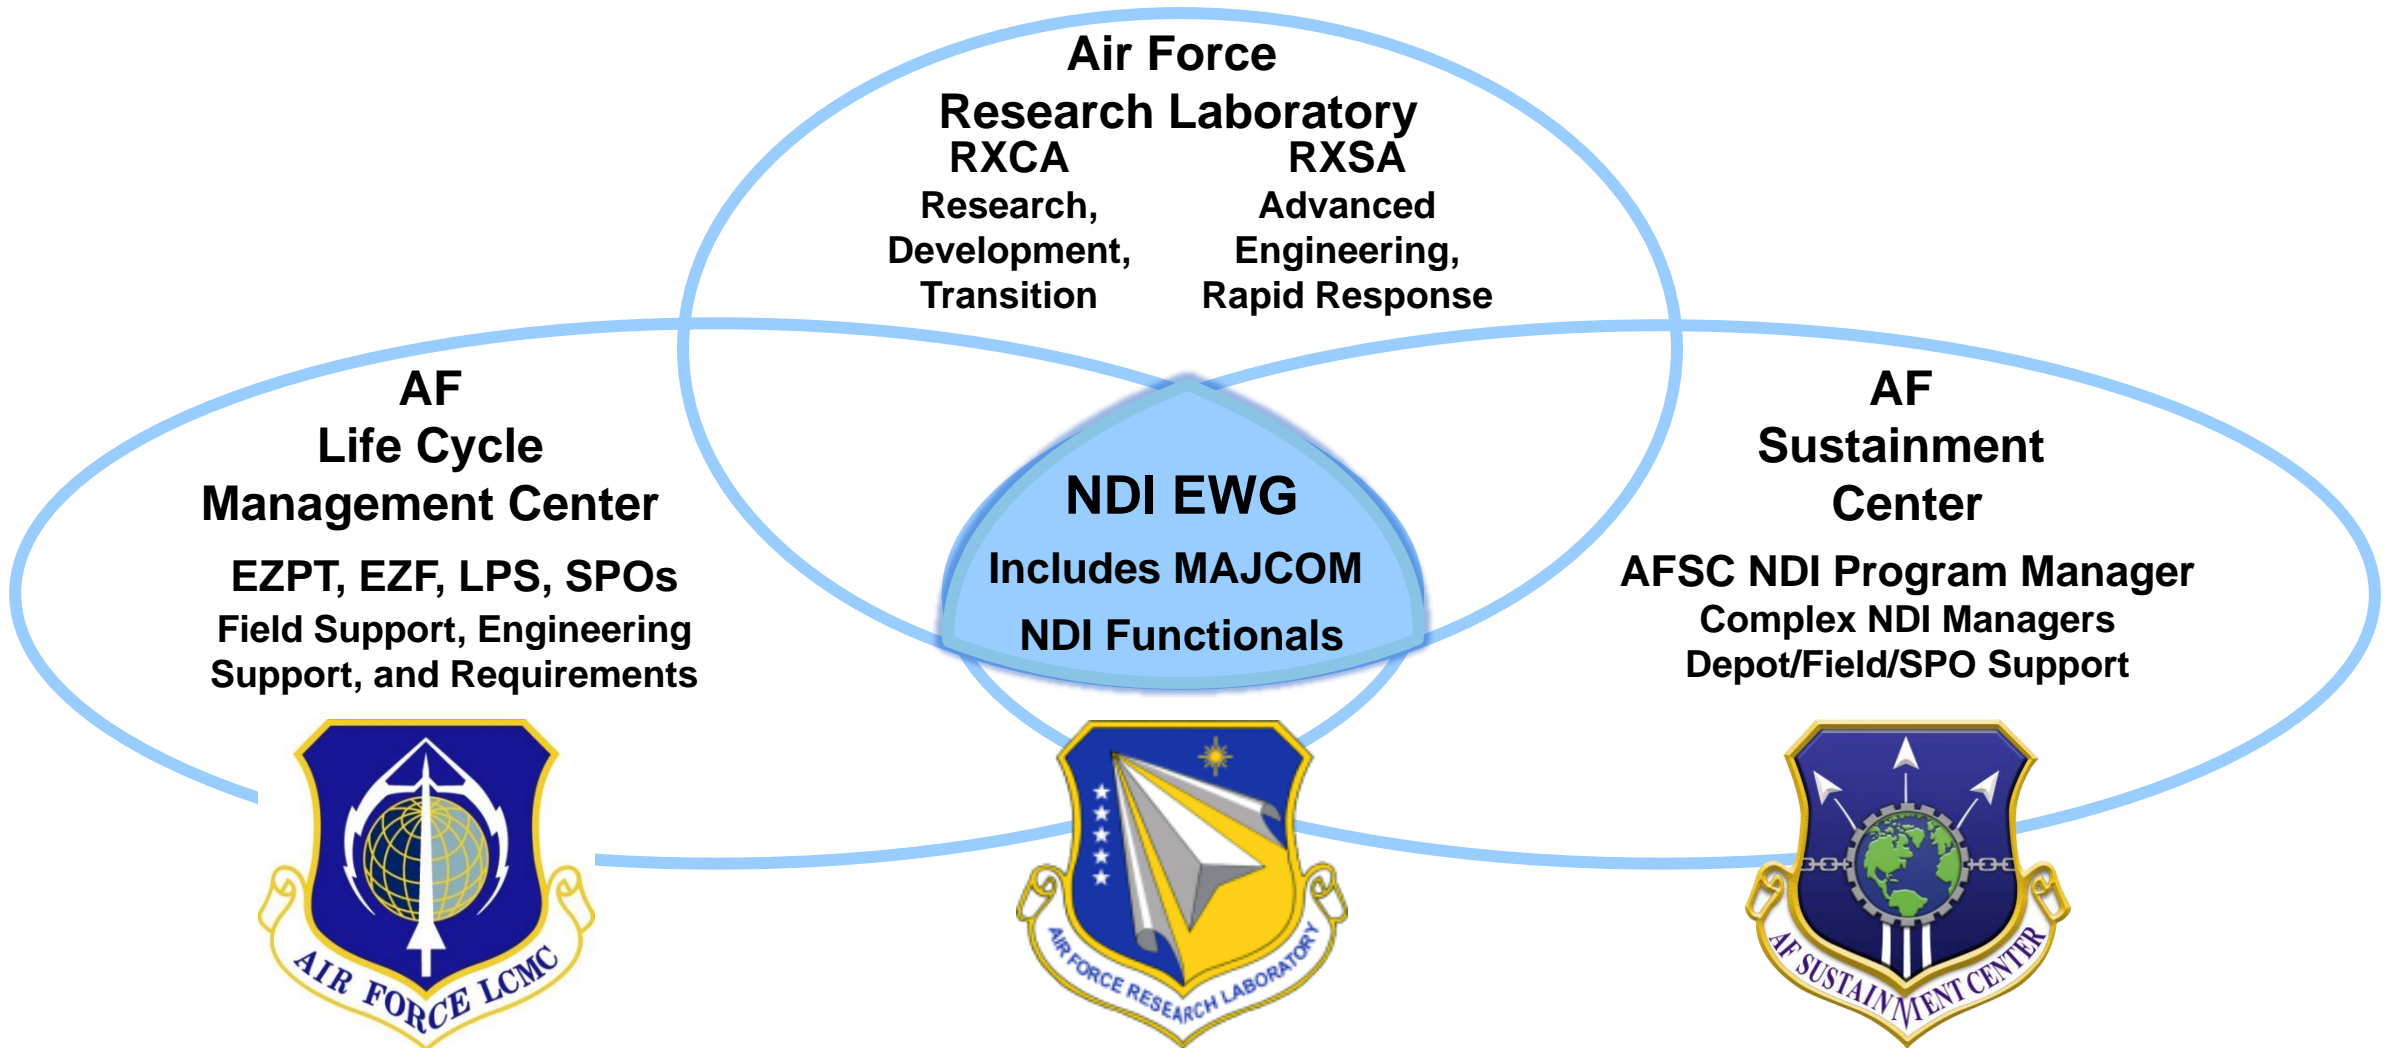 Air Force
Research Laboratory
RXCA
Research,
Development,
Transition
RXSA
Advanced
Engineering,
Rapid Response
AF
Life Cycle
Management Center
EZPT, EZF, LPS, SPOs
Field Support, Engineering
Support, and Requirements
NDI EWG
Includes MAJCOM
NDI Functionals
AF
Sustainment
Center
AFSC NDI Program Manager
Complex NDI Managers
Depot/Field/SPO Support
AIR FORCE LCMC
AIR FORCE RESEARCH LABORATORY
AF SUSTAINMENT CENTER